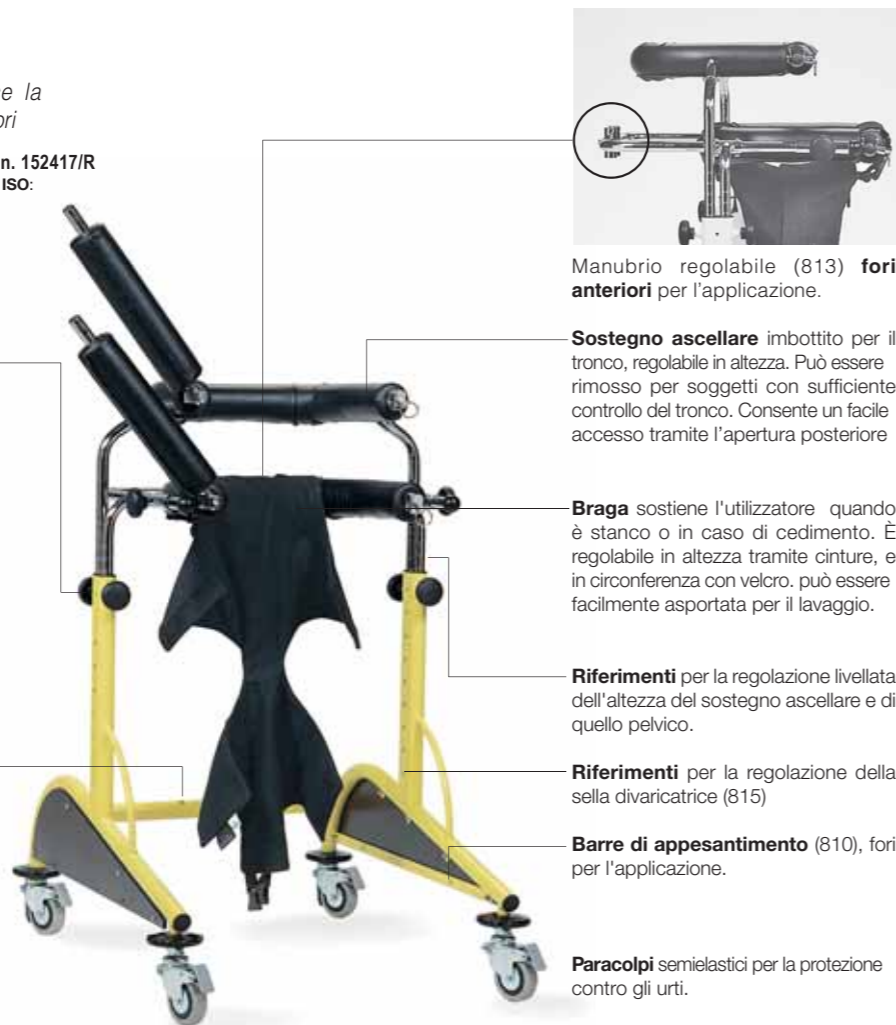 e la
ori
n. 152417/R
ISO:
Manubrio regolabile (813) fori
anteriori per l'applicazione.
Sostegno ascellare imbottito per il
tronco, regolabile in altezza. Può essere
rimosso per soggetti con sufficiente
controllo del tronco. Consente un facile
accesso tramite l'apertura posteriore
Braga sostiene l'utilizzatore quando
è stanco o in caso di cedimento. È
regolabile in altezza tramite cinture, e
in circonferenza con velcro. può essere
facilmente asportata per il lavaggio.
Riferimenti per la regolazione livellata
dell'altezza del sostegno ascellare e di
quello pelvico.
Riferimenti per la regolazione della
sella divaricatrice (815)
Barre di appesantimento (810), fori
per l'applicazione.
Paracolpi semielastici per la protezione
contro gli urti.